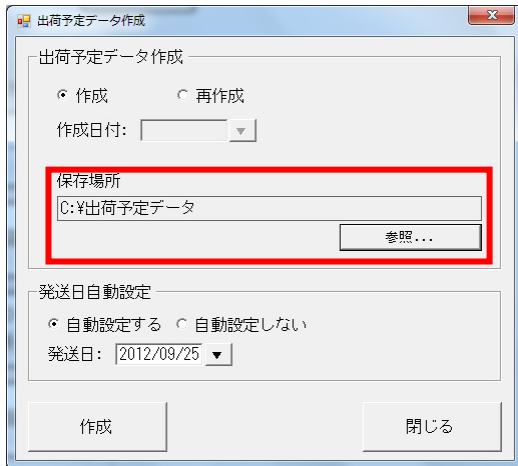 出荷予定データ作成
出荷予定データ作成
作成 再作成
作成日付:
保存場所
C:¥出荷予定データ
参照...
発送日自動設定
自動設定する 自動設定しない
発送日: 2012/09/25
作成 閉じる